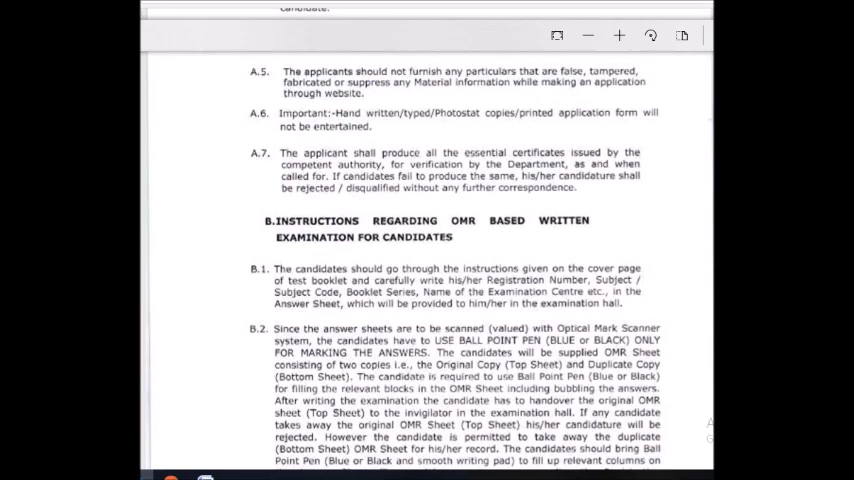 candidate.
A.5. The applicants should not furnish any particulars that are false, tampered,
fabricated or suppress any Material information while making an application
through website.
A.6. Important:-Hand written/typed/Photostat copies/printed application form will
not be entertained.
A.7. The applicant shall produce all the essential certificates issued by the
competent authority, for verification by the Department, as and when
called for. If candidates fail to produce the same, his/her candidature shall
be rejected / disqualified without any further correspondence.
B.INSTRUCTIONS REGARDING OMR BASED WRITTEN
EXAMINATION FOR CANDIDATES
B.1. The candidates should go through the instructions given on the cover page
of test booklet and carefully write his/her Registration Number, Subject /
Subject Code, Booklet Series, Name of the Examination Centre etc., in the
Answer Sheet, which will be provided to him/her in the examination hall.
B.2. Since the answer sheets are to be scanned (valued) with Optical Mark Scanner
system, the candidates have to USE BALL POINT PEN (BLUE or BLACK) ONLY
FOR MARKING THE ANSWERS. The candidates will be supplied OMR Sheet
consisting of two copies i.e., the Original Copy (Top Sheet) and Duplicate Copy
(Bottom Sheet). The candidate is required to use Ball Point Pen (Blue or Black)
for filling the relevant blocks in the OMR Sheet including bubbling the answers.
After writing the examination the candidate has to handover the original OMR
sheet (Top Sheet) to the invigilator in the examination hall. If any candidate
takes away the original OMR Sheet (Top Sheet) his/her candidature will be
rejected. However the candidate is permitted to take away the duplicate
(Bottom Sheet) OMR Sheet for his/her record. The candidates should bring Ball
Point Pen (Blue or Black and smooth writing pad) to fill up relevant columns on